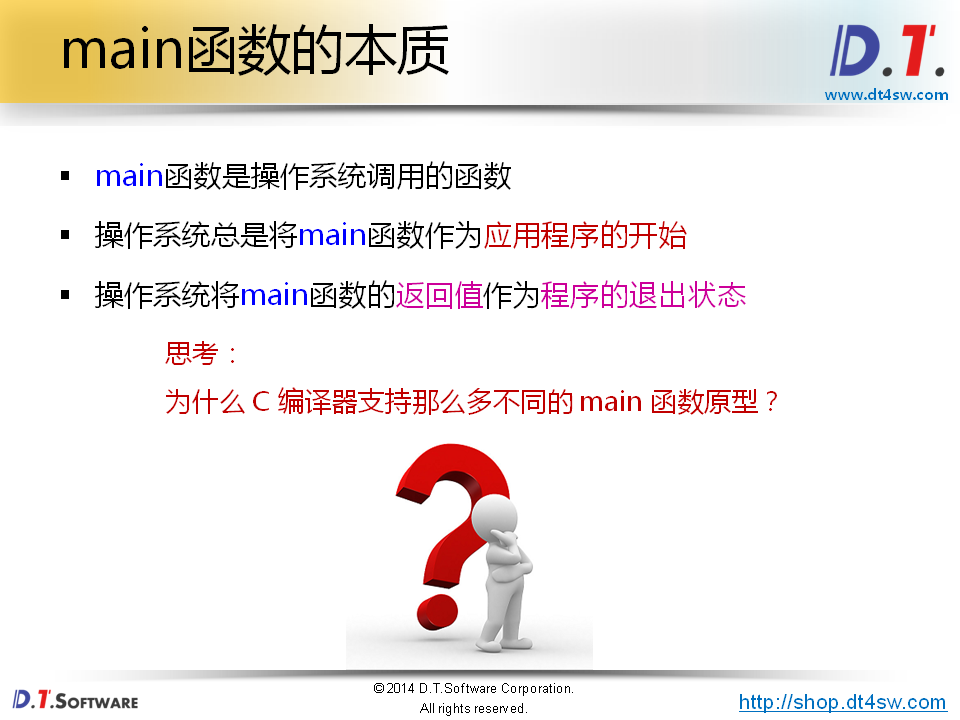 main函数的本质
D.T.
www.dt4sw.com
▪ main函数是操作系统调用的函数
▪ 操作系统总是将main函数作为应用程序的开始
▪ 操作系统将main函数的返回值作为程序的退出状态
思考：
为什么 C 编译器支持那么多不同的 main 函数原型？
D.T.SOFTWARE
©2014 D.T.Software Corporation.
All rights reserved.
http://shop.dt4sw.com